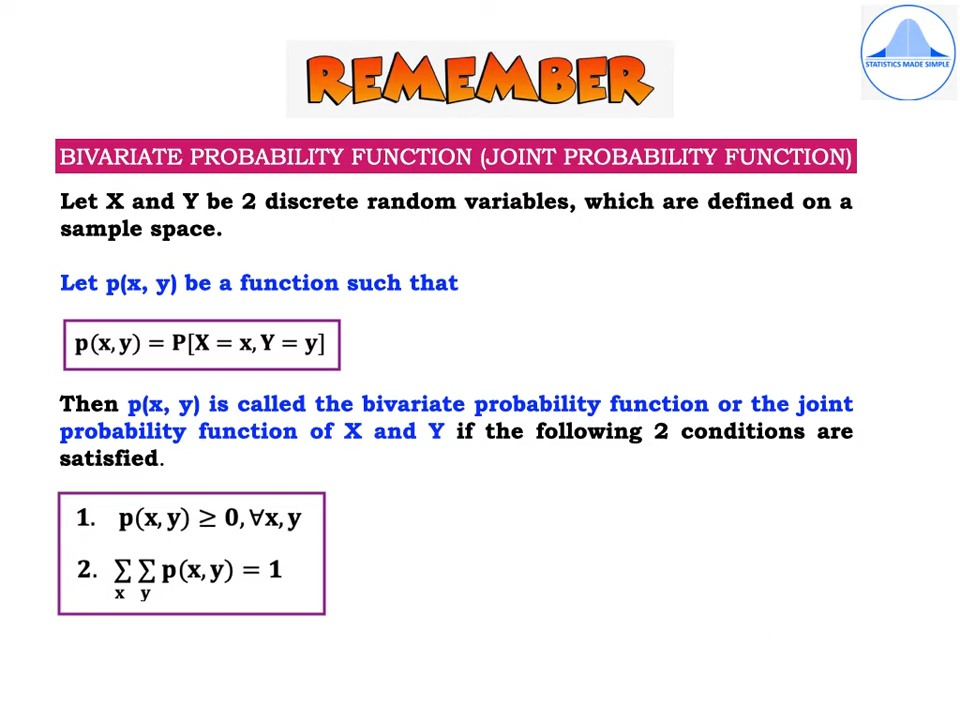 STATISTICS MADE SIMPLE
REMEMBER
BIVARIATE PROBABILITY FUNCTION (JOINT PROBABILITY FUNCTION)
Let X and Y be 2 discrete random variables, which are defined on a
sample space.
Let p(x, y) be a function such that
p(x, y) = P[X = x, Y = y]
Then p(x, y) is called the bivariate probability function or the joint
probability function of X and Y if the following 2 conditions are
satisfied.
1. p(x, y) ≥ 0, ∀x, y
2. ∑ ∑ p(x, y) = 1
x y